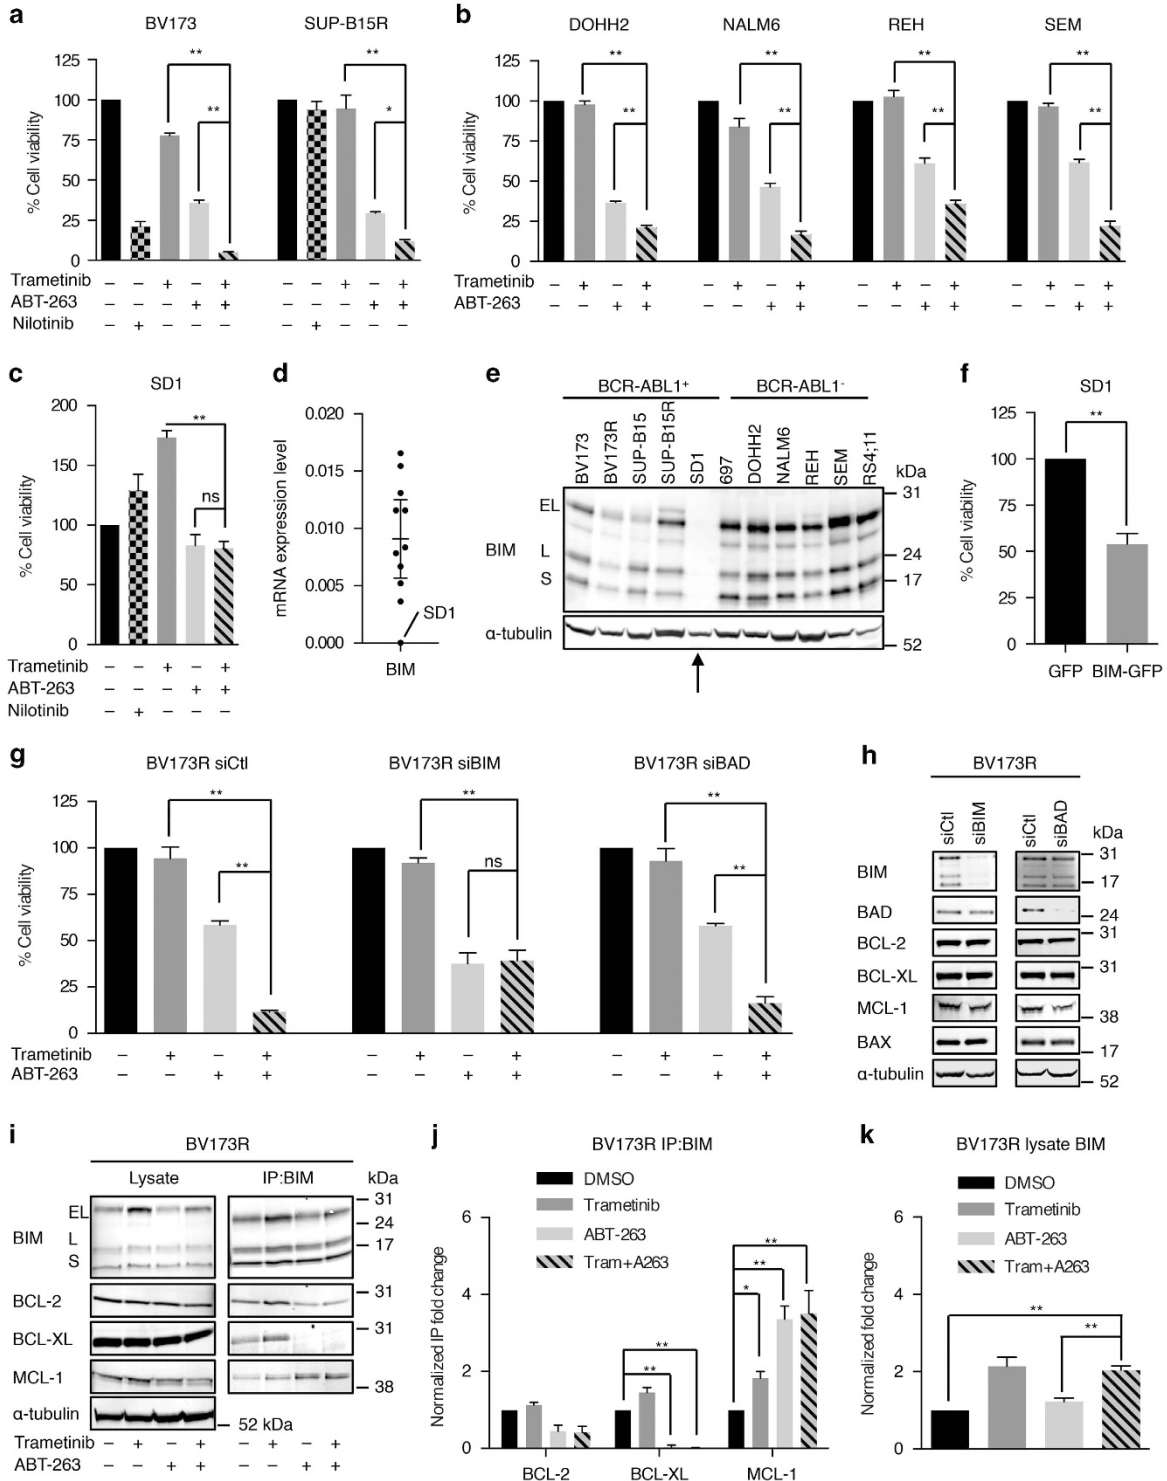 a
BV173
SUP-B15R
% Cell viability
125
100
75
50
25
0
**
**
**
*
Trametinib – – + – + – – + – +
ABT-263 – – – + + – – – + +
Nilotinib – + – – – – + – – –
b
DOHH2
NALM6
REH
SEM
% Cell viability
125
100
75
50
25
0
**
**
**
**
**
**
**
**
Trametinib – + – + – + – + – + – + – + – +
ABT-263 – – + + – – + + – – + + – – + +
c
SD1
% Cell viability
200
150
100
50
0
**
ns
Trametinib – – + – +
ABT-263 – – – + +
Nilotinib – + – – –
d
mRNA expression level
0.020
0.015
0.010
0.005
0.000
SD1
BIM
e
BCR-ABL1+
BCR-ABL1-
BV173
BV173R
SUP-B15
SUP-B15R
SD1
697
DOHH2
NALM6
REH
SEM
RS4;11
kDa
31
EL
BIM
L
S
24
17
α-tubulin
52
f
SD1
% Cell viability
125
100
75
50
25
0
**
GFP
BIM-GFP
g
BV173R siCtl
BV173R siBIM
BV173R siBAD
% Cell viability
125
100
75
50
25
0
**
**
**
ns
**
**
Trametinib – + – + – + – + – + – +
ABT-263 – – + + – – + + – – + +
h
BV173R
siCtl
siBIM
siCtl
siBAD
kDa
BIM
31
17
BAD
24
BCL-2
31
BCL-XL
31
MCL-1
38
BAX
17
α-tubulin
52
i
BV173R
Lysate
IP:BIM
kDa
BIM
EL
L
S
31
24
17
BCL-2
31
BCL-XL
31
MCL-1
38
α-tubulin
52 kDa
Trametinib – + – + – + – +
ABT-263 – – + + – – + +
j
BV173R IP:BIM
DMSO
Trametinib
ABT-263
Tram+A263
Normalized IP fold change
6
4
2
0
**
**
**
**
*
BCL-2
BCL-XL
MCL-1
k
BV173R lysate BIM
DMSO
Trametinib
ABT-263
Tram+A263
Normalized fold change
6
4
2
0
**
**